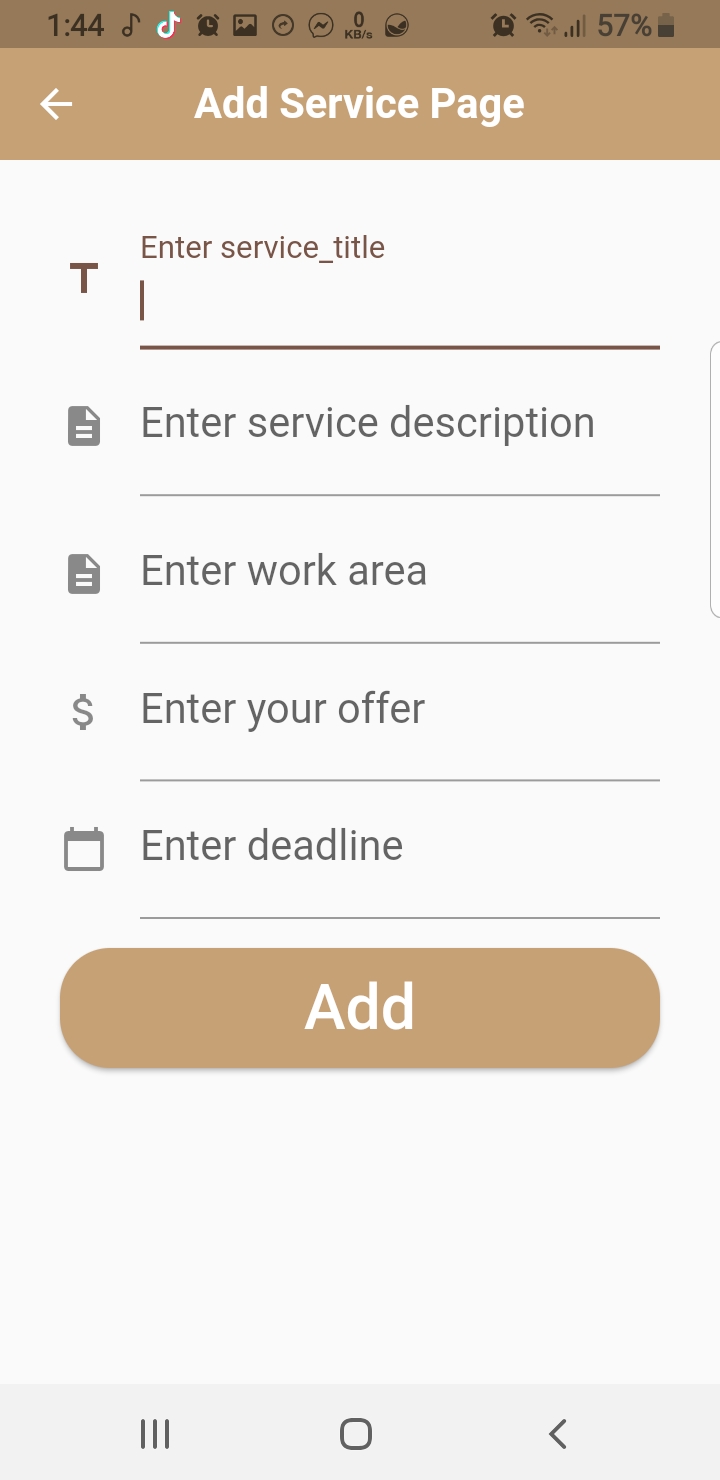 1:44 0 KB/s 57%
Add Service Page
Enter service_title
Enter service description
Enter work area
Enter your offer
Enter deadline
Add